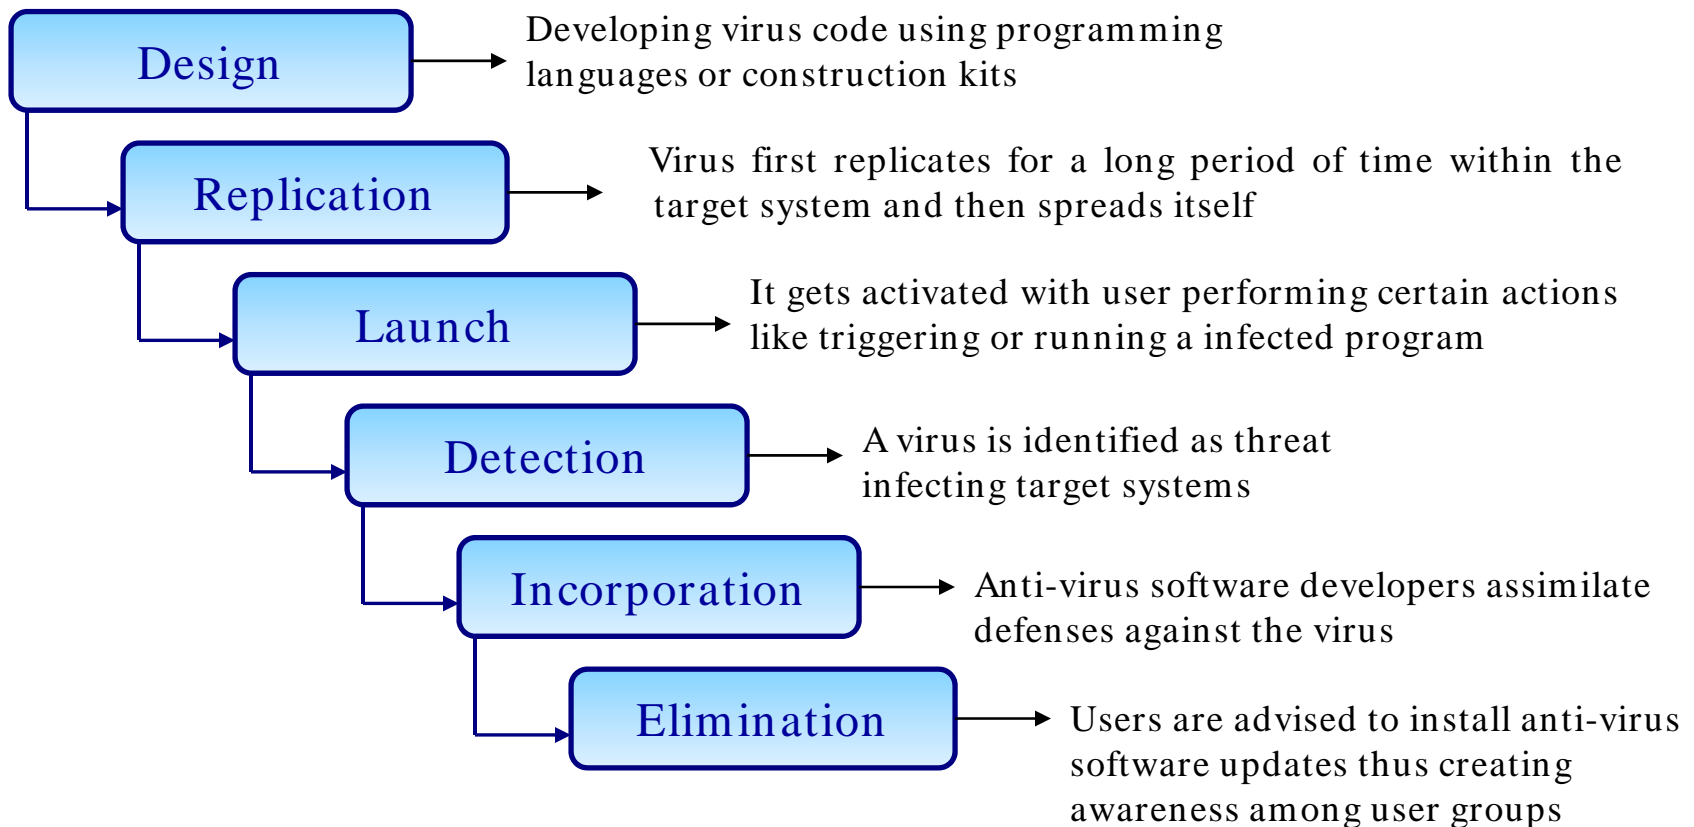 Design
Developing virus code using programming
languages or construction kits
Replication
Virus first replicates for a long period of time within the
target system and then spreads itself
Launch
It gets activated with user performing certain actions
like triggering or running a infected program
Detection
A virus is identified as threat
infecting target systems
Incorporation
Anti-virus software developers assimilate
defenses against the virus
Elimination
Users are advised to install anti-virus
software updates thus creating
awareness among user groups